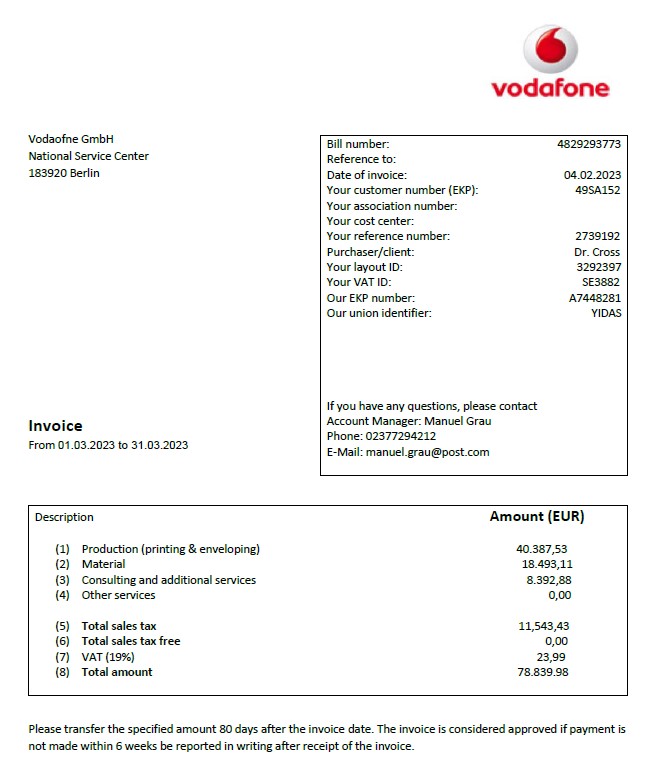 vodafone
Vodaofne GmbH
National Service Center
183920 Berlin
Bill number: 4829293773
Reference to:
Date of invoice: 04.02.2023
Your customer number (EKP): 49SA152
Your association number:
Your cost center:
Your reference number: 2739192
Purchaser/client: Dr. Cross
Your layout ID: 3292397
Your VAT ID: SE3882
Our EKP number: A7448281
Our union identifier: YIDAS
If you have any questions, please contact
Account Manager: Manuel Grau
Phone: 02377294212
E-Mail: manuel.grau@post.com
Invoice
From 01.03.2023 to 31.03.2023
Description Amount (EUR)
(1) Production (printing & enveloping) 40.387,53
(2) Material 18.493,11
(3) Consulting and additional services 8.392,88
(4) Other services 0,00
(5) Total sales tax 11,543,43
(6) Total sales tax free 0,00
(7) VAT (19%) 23,99
(8) Total amount 78.839.98
Please transfer the specified amount 80 days after the invoice date. The invoice is considered approved if payment is
not made within 6 weeks be reported in writing after receipt of the invoice.